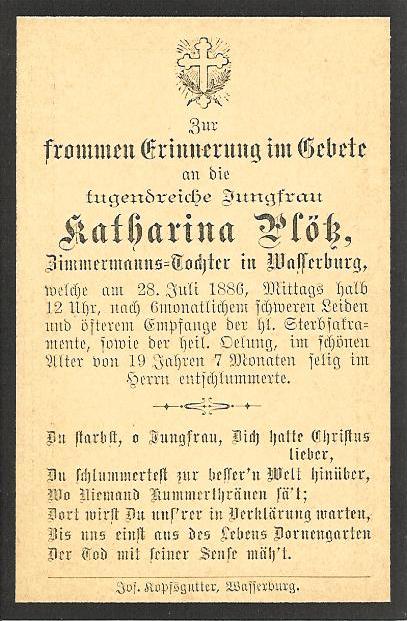 Zur
frommen Erinnerung im Gebete
an die
tugendreiche Jungfrau
Katharina Plötz,
Zimmermanns-Tochter in Wasserburg,
welche am 28. Juli 1886, Mittags halb
12 Uhr, nach 6monatlichem schweren Leiden
und öfterem Empfange der hl. Sterbsakra-
mente, sowie der heil. Oelung, im schönen
Alter von 19 Jahren 7 Monaten selig im
Herrn entschlummerte.
Du starbst, o Jungfrau, Dich hatte Christus
lieber,
Du schlummertest zur besser'n Welt hinüber,
Wo Niemand Kummerthränen sä't;
Dort wirst Du uns'rer in Verklärung warten,
Bis uns einst aus des Lebens Dornengarten
Der Tod mit seiner Sense mäh't.
Jos. Kopfsgutter, Wasserburg.